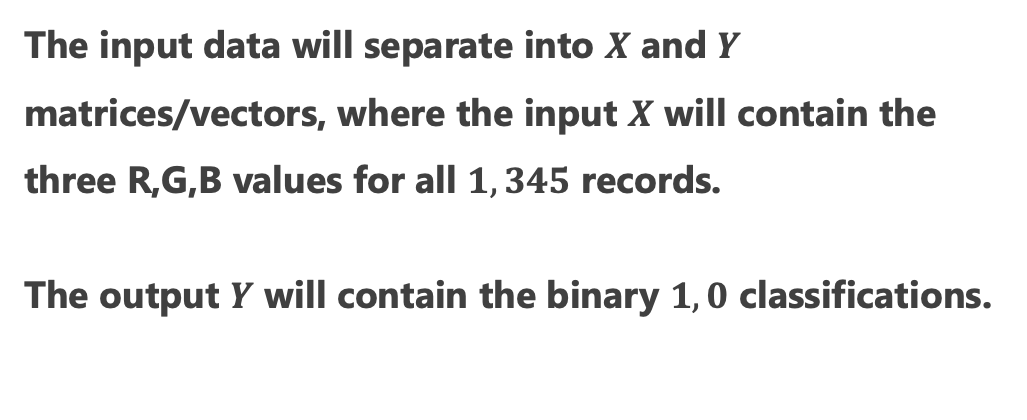 The input data will separate into X and Y
matrices/vectors, where the input X will contain the
three R,G,B values for all 1, 345 records.
The output Y will contain the binary 1, 0 classifications.